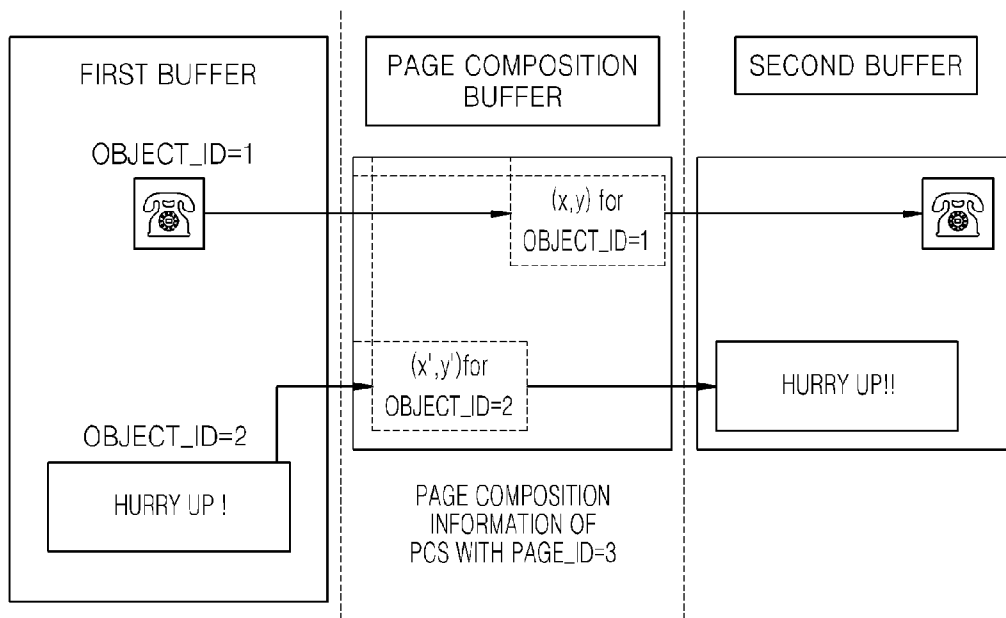 FIRST BUFFER
OBJECT_ID=1
OBJECT_ID=2
HURRY UP !
PAGE COMPOSITION
BUFFER
(x,y) for
OBJECT_ID=1
(x',y')for
OBJECT_ID=2
PAGE COMPOSITION
INFORMATION OF
PCS WITH PAGE_ID=3
SECOND BUFFER
HURRY UP!!